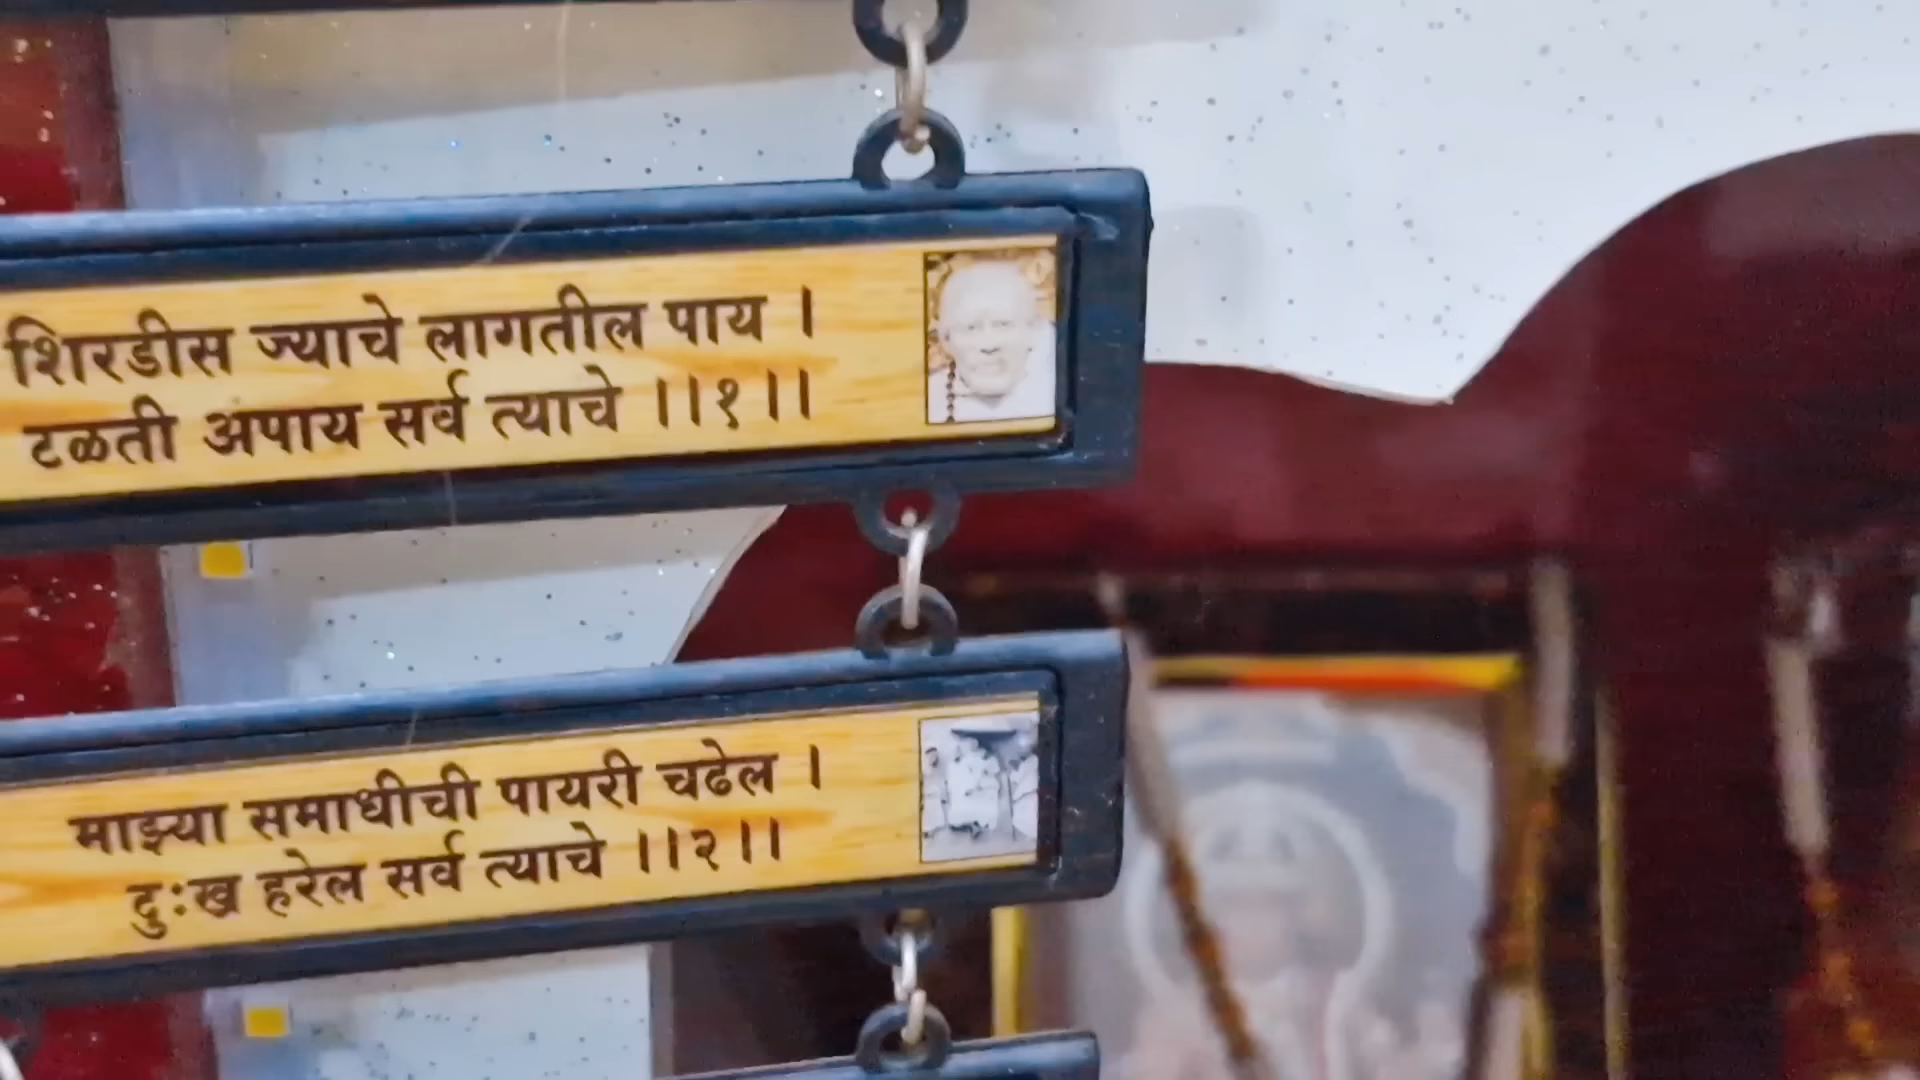 शिरडीस ज्याचे लागतील पाय ।
टळती अपाय सर्व त्याचे ।।१।।
माझ्या समाधीची पायरी चढेल ।
दुःख हरेल सर्व त्याचे ।।२।।